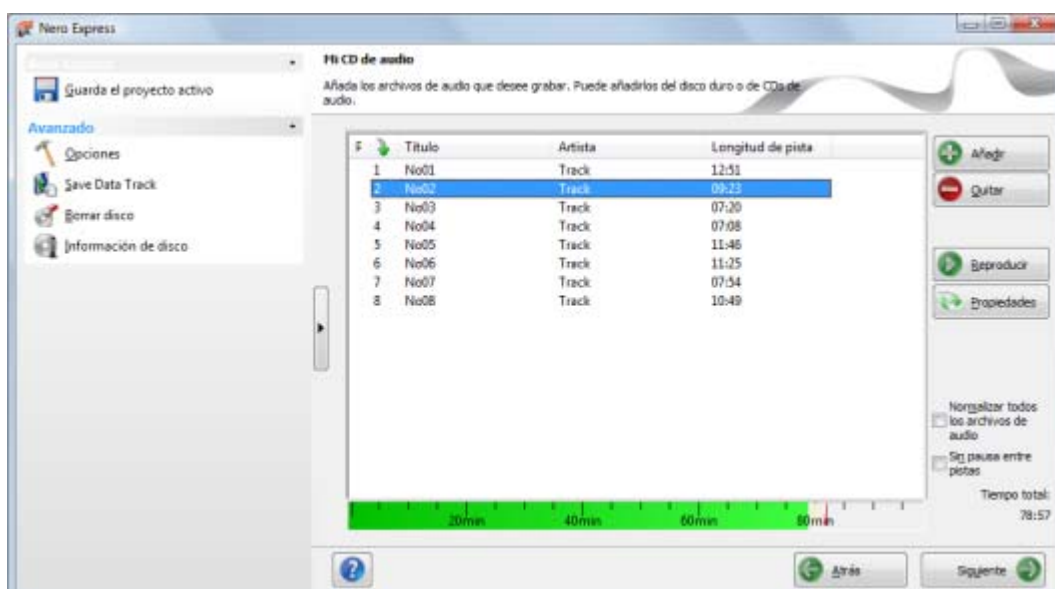 Nero Express
Guarda el proyecto activo
Avanzado
Opciones
Save Data Track
Borrar disco
Información de disco
Mi CD de audio
Añada los archivos de audio que desee grabar. Puede añadirlos del disco duro o de CDs de
audio.
F Título Artista Longitud de pista
1 No01 Track 12:51
2 No02 Track 09:23
3 No03 Track 07:20
4 No04 Track 07:08
5 No05 Track 11:46
6 No06 Track 11:25
7 No07 Track 07:54
8 No08 Track 10:49
20min 40min 60min 80min
Añadir
Quitar
Reproducir
Propiedades
Normalizar todos
los archivos de
audio
Sin pausa entre
pistas
Tiempo total:
78:57
Atrás
Siguiente